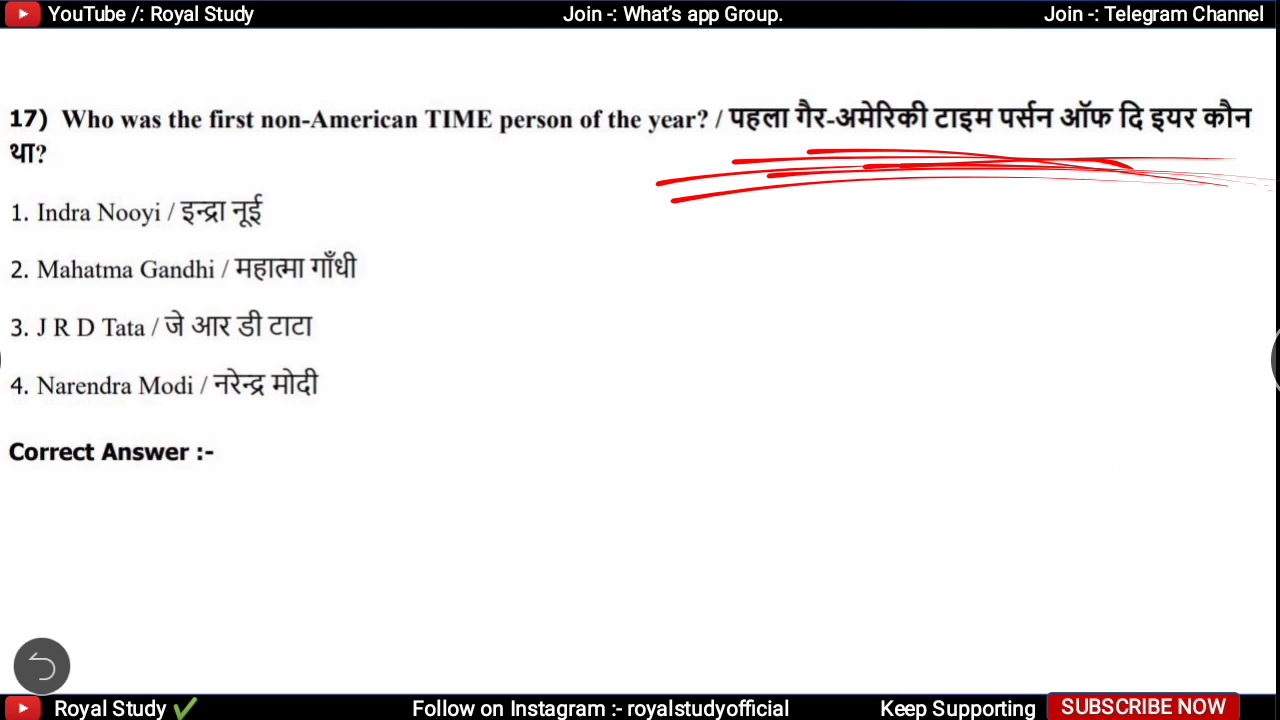 YouTube /: Royal Study Join -: What's app Group. Join -: Telegram Channel
17) Who was the first non-American TIME person of the year? / पहला गैर-अमेरिकी टाइम पर्सन ऑफ दि इयर कौन
था?
1. Indra Nooyi / इन्द्रा नूई
2. Mahatma Gandhi / महात्मा गाँधी
3. J R D Tata / जे आर डी टाटा
4. Narendra Modi / नरेन्द्र मोदी
Correct Answer :-
Royal Study Follow on Instagram :- royalstudyofficial Keep Supporting SUBSCRIBE NOW